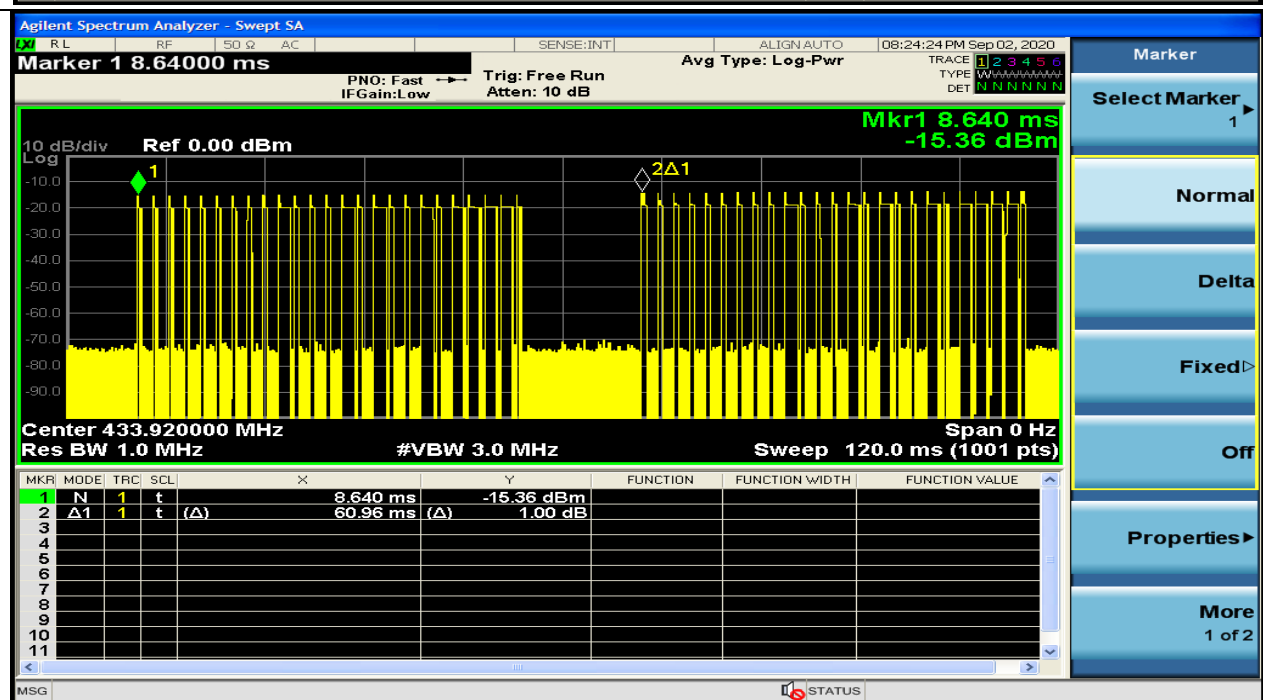 Agilent Spectrum Analyzer - Swept SA
LXI RL RF 50 Ω AC SENSE:INT ALIGN AUTO 08:24:24 PM Sep 02, 2020
Marker 1 8.64000 ms
PNO: Fast
IFGain:Low
Trig: Free Run
Atten: 10 dB
Avg Type: Log-Pwr
TRACE 1 2 3 4 5 6
TYPE W
DET N N N N N N
Mkr1 8.640 ms
-15.36 dBm
10 dB/div Ref 0.00 dBm
Log
1
2Δ1
-10.0
-20.0
-30.0
-40.0
-50.0
-60.0
-70.0
-80.0
-90.0
Center 433.920000 MHz Span 0 Hz
Res BW 1.0 MHz #VBW 3.0 MHz Sweep 120.0 ms (1001 pts)
MKR MODE TRC SCL X Y FUNCTION FUNCTION WIDTH FUNCTION VALUE
1 N 1 t 8.640 ms -15.36 dBm
2 Δ1 1 t (Δ) 60.96 ms (Δ) 1.00 dB
3
4
5
6
7
8
9
10
11
MSG STATUS
Marker
Select Marker
1
Normal
Delta
Fixed
Off
Properties
More
1 of 2